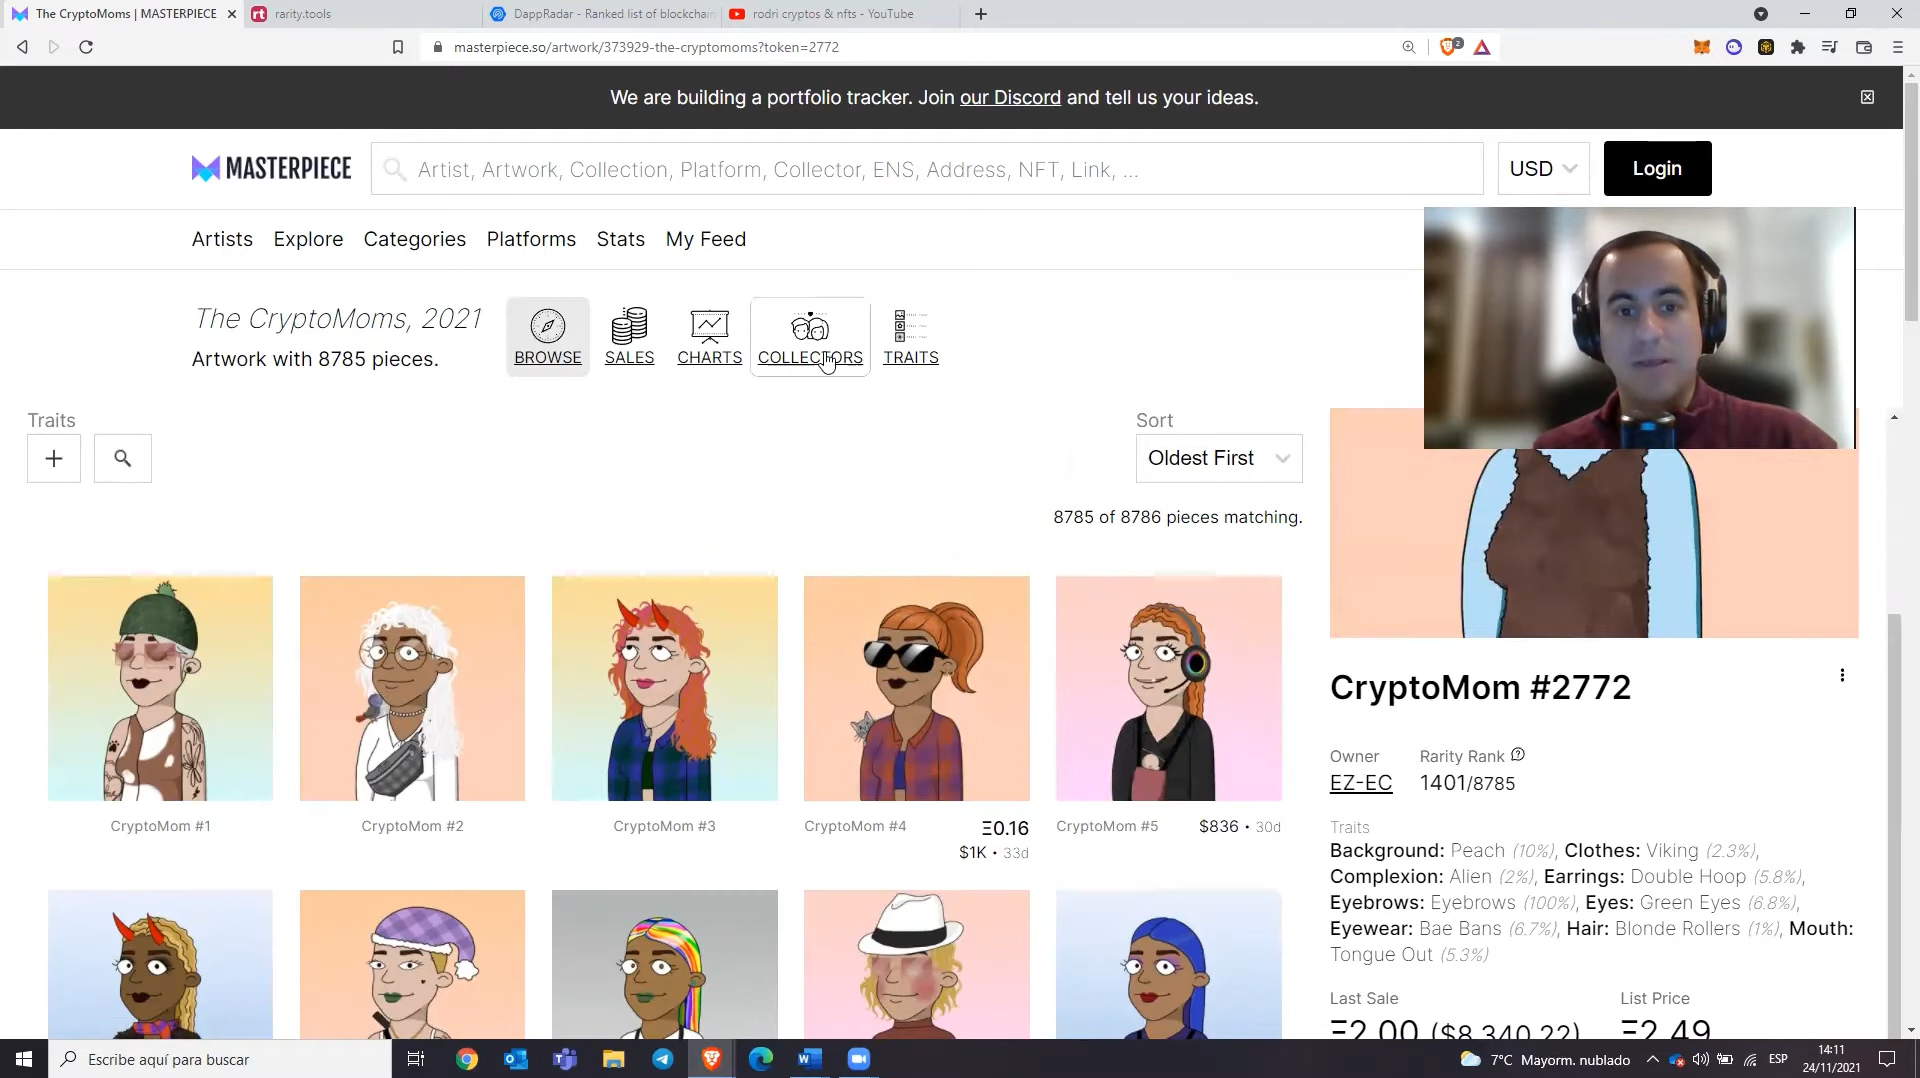 The CryptoMoms | MASTERPIECE
rarity.tools
DappRadar - Ranked list of blockchain
rodri cryptos & nfts - YouTube
masterpiece.so/artwork/373929-the-cryptomoms?token=2772
2
We are building a portfolio tracker. Join our Discord and tell us your ideas.
MASTERPIECE
Artist, Artwork, Collection, Platform, Collector, ENS, Address, NFT, Link, ...
USD
Login
Artists Explore Categories Platforms Stats My Feed
The CryptoMoms, 2021
Artwork with 8785 pieces.
BROWSE
SALES
CHARTS
COLLECTORS
TRAITS
Traits
Sort
Oldest First
8785 of 8786 pieces matching.
CryptoMom #1
CryptoMom #2
CryptoMom #3
CryptoMom #4 Ξ0.16
$1K • 33d
CryptoMom #5 $836 • 30d
CryptoMom #2772
Owner
EZ-EC
Rarity Rank
1401/8785
Traits
Background: Peach (10%), Clothes: Viking (2.3%),
Complexion: Alien (2%), Earrings: Double Hoop (5.8%),
Eyebrows: Eyebrows (100%), Eyes: Green Eyes (6.8%),
Eyewear: Bae Bans (6.7%), Hair: Blonde Rollers (1%), Mouth:
Tongue Out (5.3%)
Last Sale
Ξ2.00 ($8,340.22)
List Price
Ξ2.49
Escribe aquí para buscar
7°C Mayorm. nublado
ESP
14:11
24/11/2021